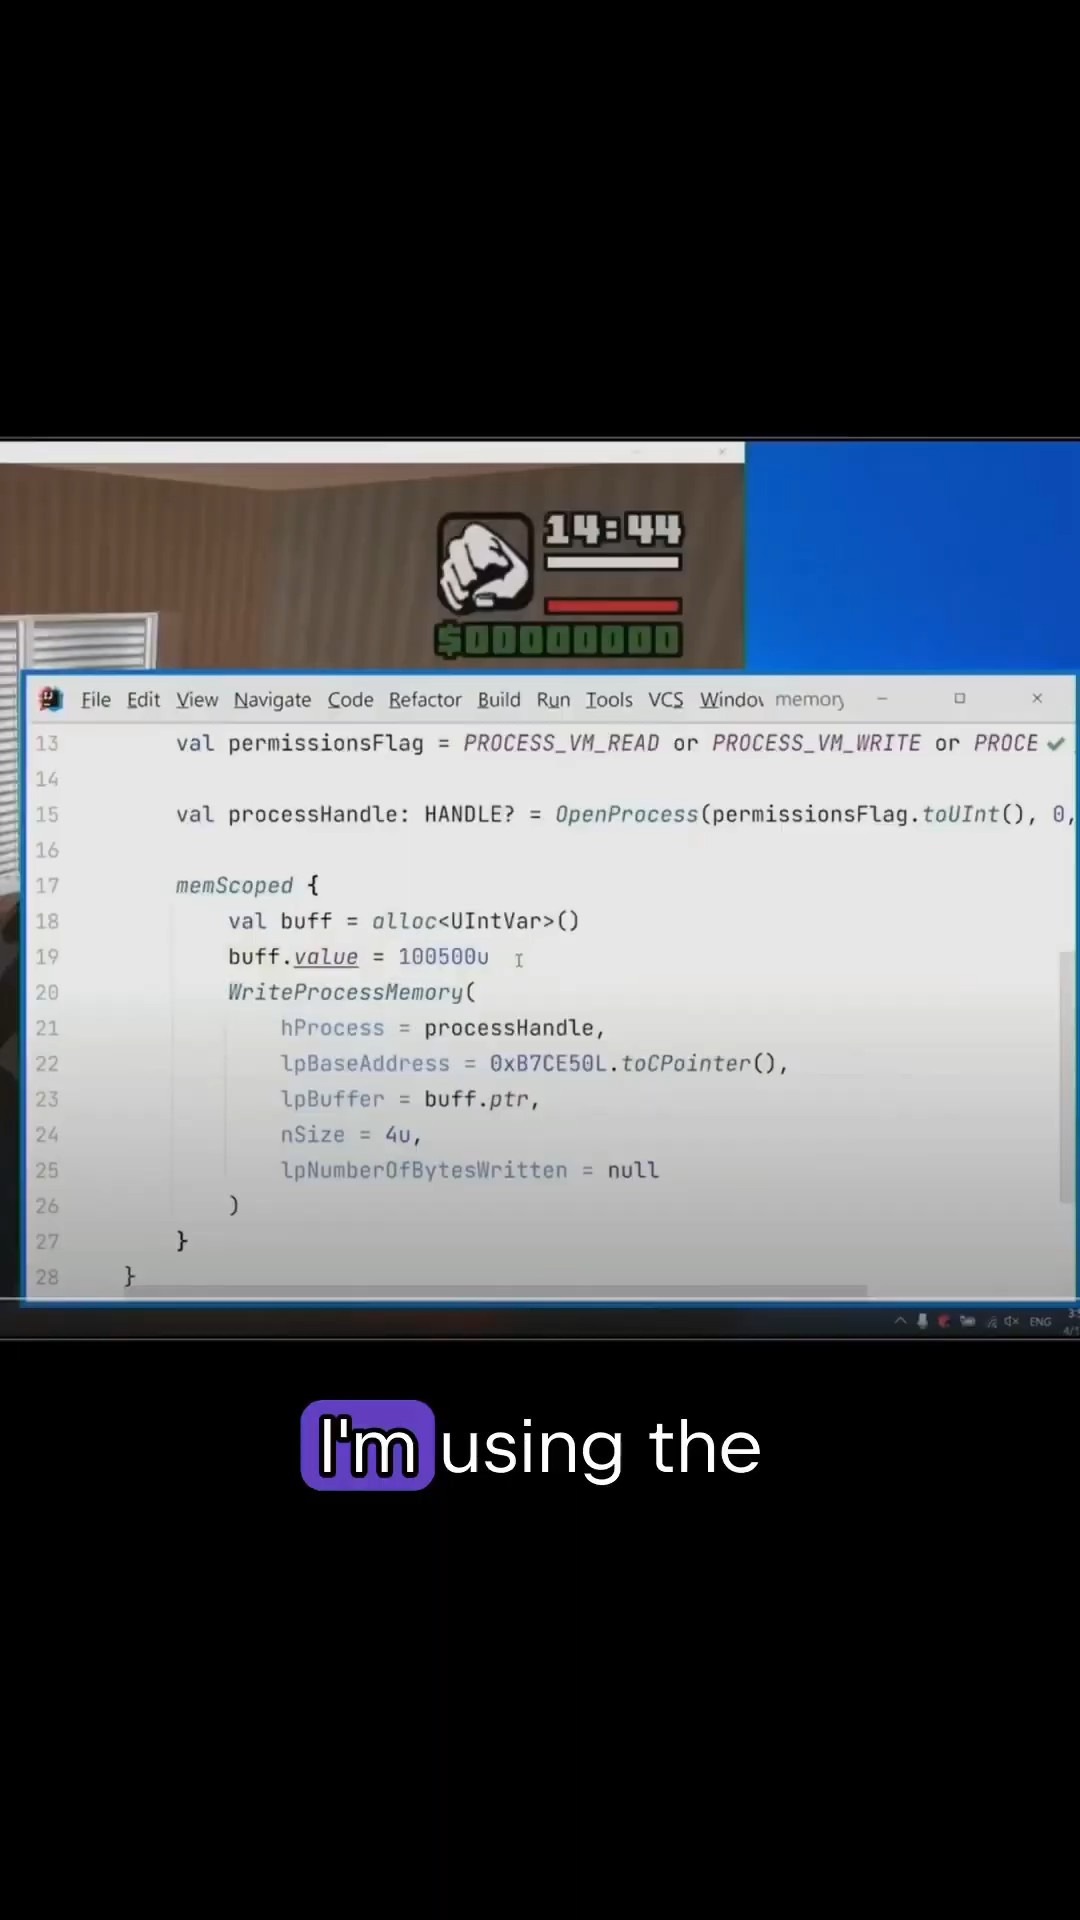 14:44
$00000000
File Edit View Navigate Code Refactor Build Run Tools VCS Window memory
13 val permissionsFlag = PROCESS_VM_READ or PROCESS_VM_WRITE or PROCE
14
15 val processHandle: HANDLE? = OpenProcess(permissionsFlag.toUInt(), 0,
16
17 memScoped {
18 val buff = alloc<UIntVar>()
19 buff.value = 100500u
20 WriteProcessMemory(
21 hProcess = processHandle,
22 lpBaseAddress = 0xB7CE50L.toCPointer(),
23 lpBuffer = buff.ptr,
24 nSize = 4u,
25 lpNumberOfBytesWritten = null
26 )
27 }
28 }
ENG
I'm using the